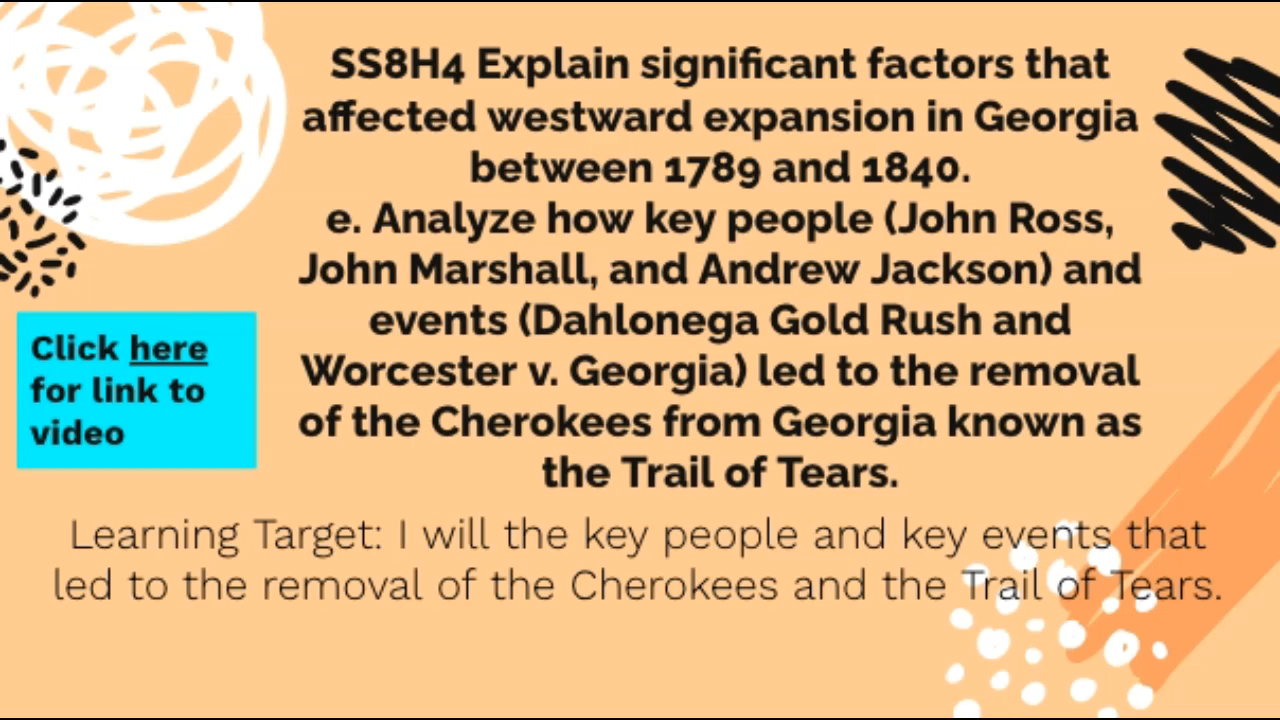 SS8H4 Explain significant factors that
affected westward expansion in Georgia
between 1789 and 1840.
e. Analyze how key people (John Ross,
John Marshall, and Andrew Jackson) and
events (Dahlonega Gold Rush and
Worcester v. Georgia) led to the removal
of the Cherokees from Georgia known as
the Trail of Tears.
Click here
for link to
video
Learning Target: I will the key people and key events that
led to the removal of the Cherokees and the Trail of Tears.